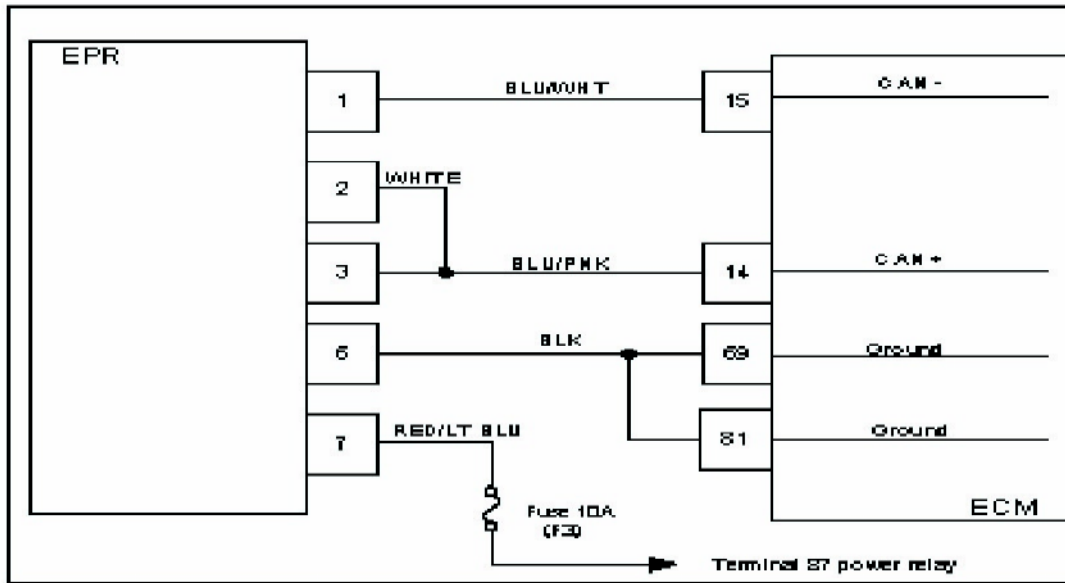 EPR
1
BLU/WHT
15
CAN -
2
WHITE
3
BLU/PNK
14
CAN +
6
BLK
69
Ground
7
RED/LT BLU
81
Ground
Fuse 10A
(F3)
ECM
Terminal 87 power relay